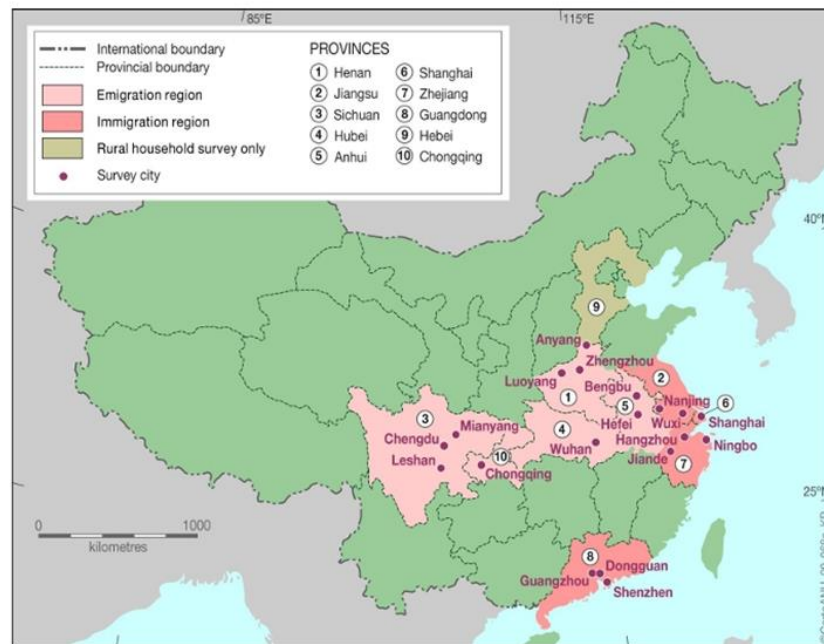 85°E
115°E
International boundary
Provincial boundary
Emigration region
Immigration region
Rural household survey only
Survey city
PROVINCES
1 Henan
2 Jiangsu
3 Sichuan
4 Hubei
5 Anhui
6 Shanghai
7 Zhejiang
8 Guangdong
9 Hebei
10 Chongqing
40°N
9
Anyang
Zhengzhou
Luoyang
Bengbu
2
1
Nanjing
6
3
5
Mianyang
Hefei
Wuxi
Shanghai
Chengdu
4
Hangzhou
Ningbo
Leshan
10
Wuhan
Jiande
Chongqing
7
25°N
0 1000
kilometres
8
Dongguan
Guangzhou
Shenzhen